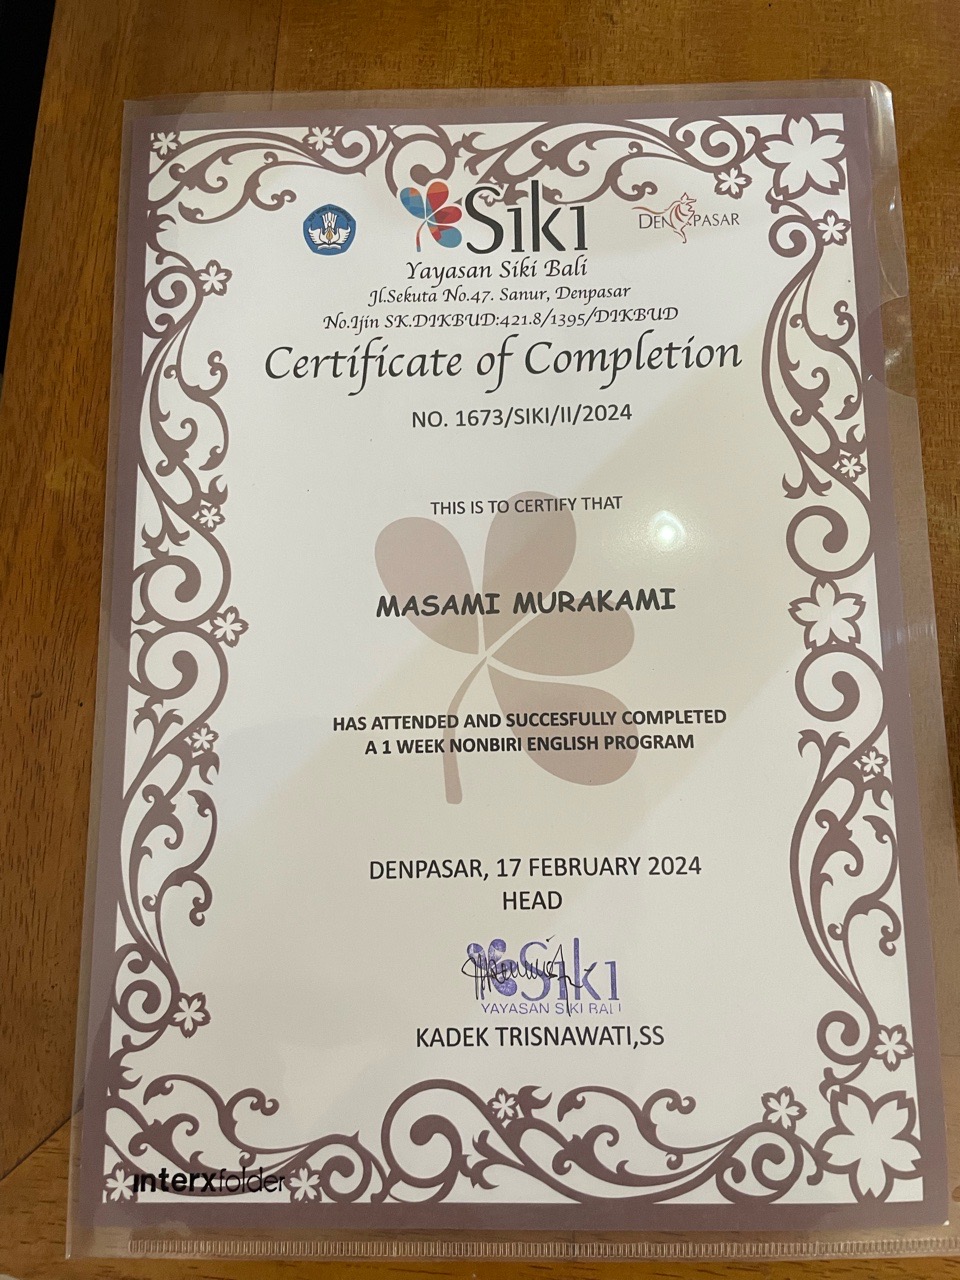 Siki
DENPASAR
Yayasan Siki Bali
Jl.Sekuta No.47. Sanur, Denpasar
No.Ijin SK.DIKBUD:421.8/1395/DIKBUD
Certificate of Completion
NO. 1673/SIKI/II/2024
THIS IS TO CERTIFY THAT
MASAMI MURAKAMI
HAS ATTENDED AND SUCCESFULLY COMPLETED
A 1 WEEK NONBIRI ENGLISH PROGRAM
DENPASAR, 17 FEBRUARY 2024
HEAD
Siki
YAYASAN SIKI BALI
KADEK TRISNAWATI,SS
interxfolder